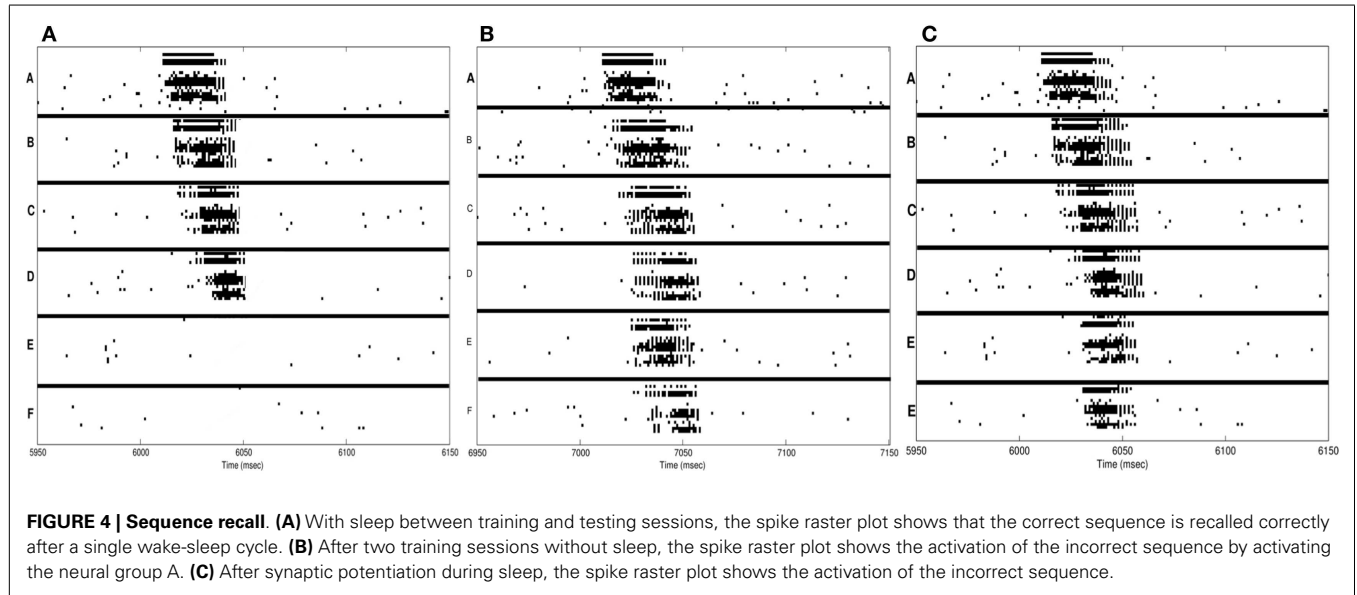 A
B
C
A
B
C
D
E
F
5950
6000
6050
6100
6150
Time (msec)
A
B
C
D
E
F
6950
7000
7050
7100
7150
Time (msec)
A
B
C
D
E
E
5950
6000
6050
6100
6150
Time (msec)
FIGURE 4 | Sequence recall. (A) With sleep between training and testing sessions, the spike raster plot shows that the correct sequence is recalled correctly
after a single wake-sleep cycle. (B) After two training sessions without sleep, the spike raster plot shows the activation of the incorrect sequence by activating
the neural group A. (C) After synaptic potentiation during sleep, the spike raster plot shows the activation of the incorrect sequence.